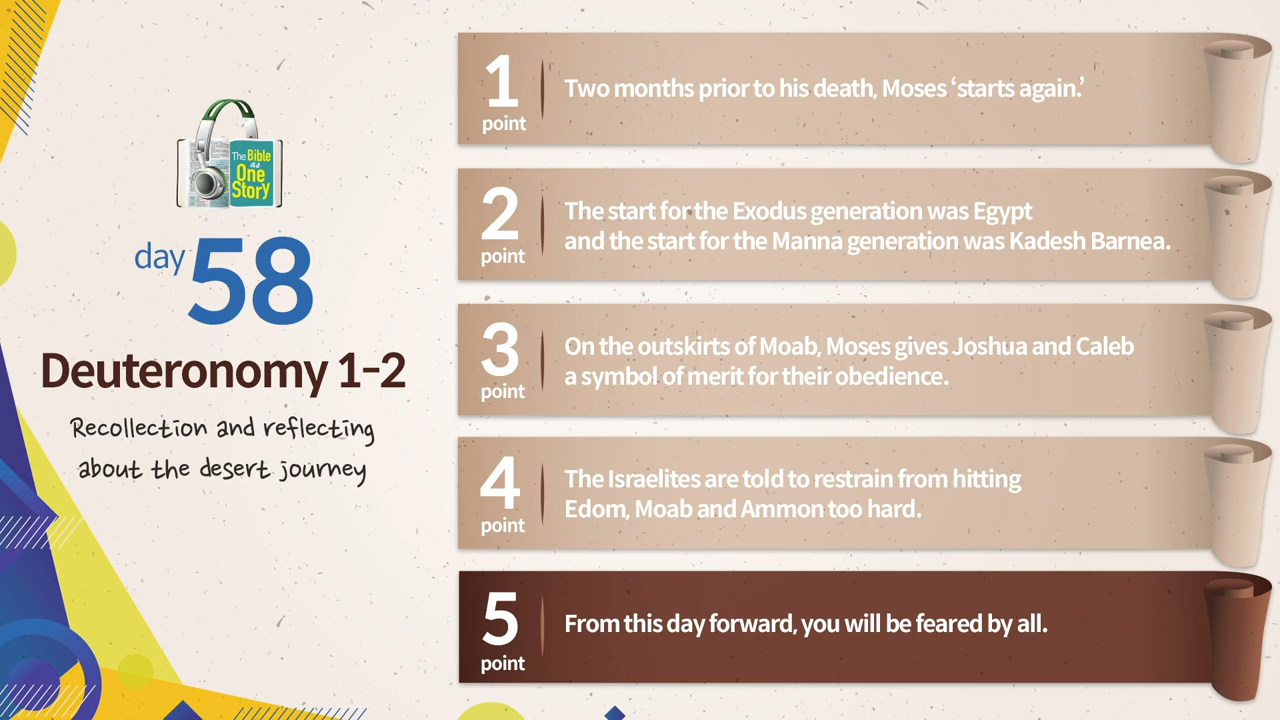 The Bible
as
One
Story
day 58
Deuteronomy 1-2
Recollection and reflecting
about the desert journey
1
point
Two months prior to his death, Moses ‘starts again.’
2
point
The start for the Exodus generation was Egypt
and the start for the Manna generation was Kadesh Barnea.
3
point
On the outskirts of Moab, Moses gives Joshua and Caleb
a symbol of merit for their obedience.
4
point
The Israelites are told to restrain from hitting
Edom, Moab and Ammon too hard.
5
point
From this day forward, you will be feared by all.